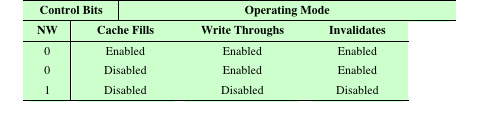 Control Bits Operating Mode
NW Cache Fills Write Throughs Invalidates
0 Enabled Enabled Enabled
0 Disabled Enabled Enabled
1 Disabled Disabled Disabled